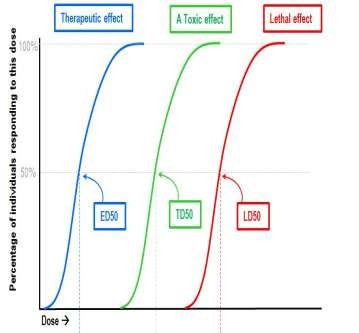 Therapeutic effect
A Toxic effect
Lethal effect
100%
50%
Percentage of individuals responding to this dose
ED50
TD50
LD50
Dose →